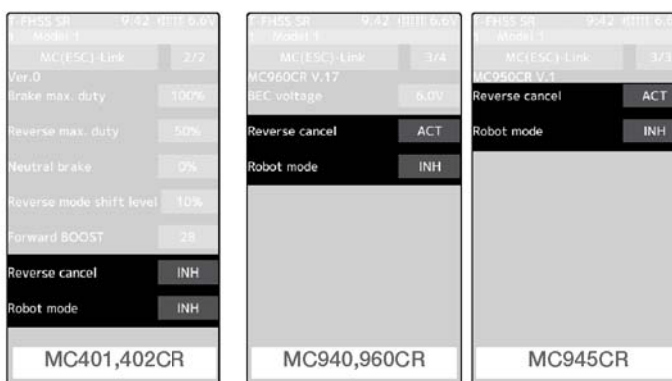 T-FHSS SR 9:42 6.6V
1 Model 1
MC(ESC)-Link 2/2
Ver.0
Brake max. duty 100%
Reverse max. duty 50%
Neutral brake 0%
Reverse mode shift level 10%
Forward BOOST 28
Reverse cancel INH
Robot mode INH
MC401,402CR
T-FHSS SR 9:42 6.6V
1 Model 1
MC(ESC)-Link 3/4
MC960CR V.17
BEC voltage 6.0V
Reverse cancel ACT
Robot mode INH
MC940,960CR
T-FHSS SR 9:42 6.6
1 Model 1
MC(ESC)-Link 3/3
MC950CR V.1
Reverse cancel ACT
Robot mode INH
MC945CR